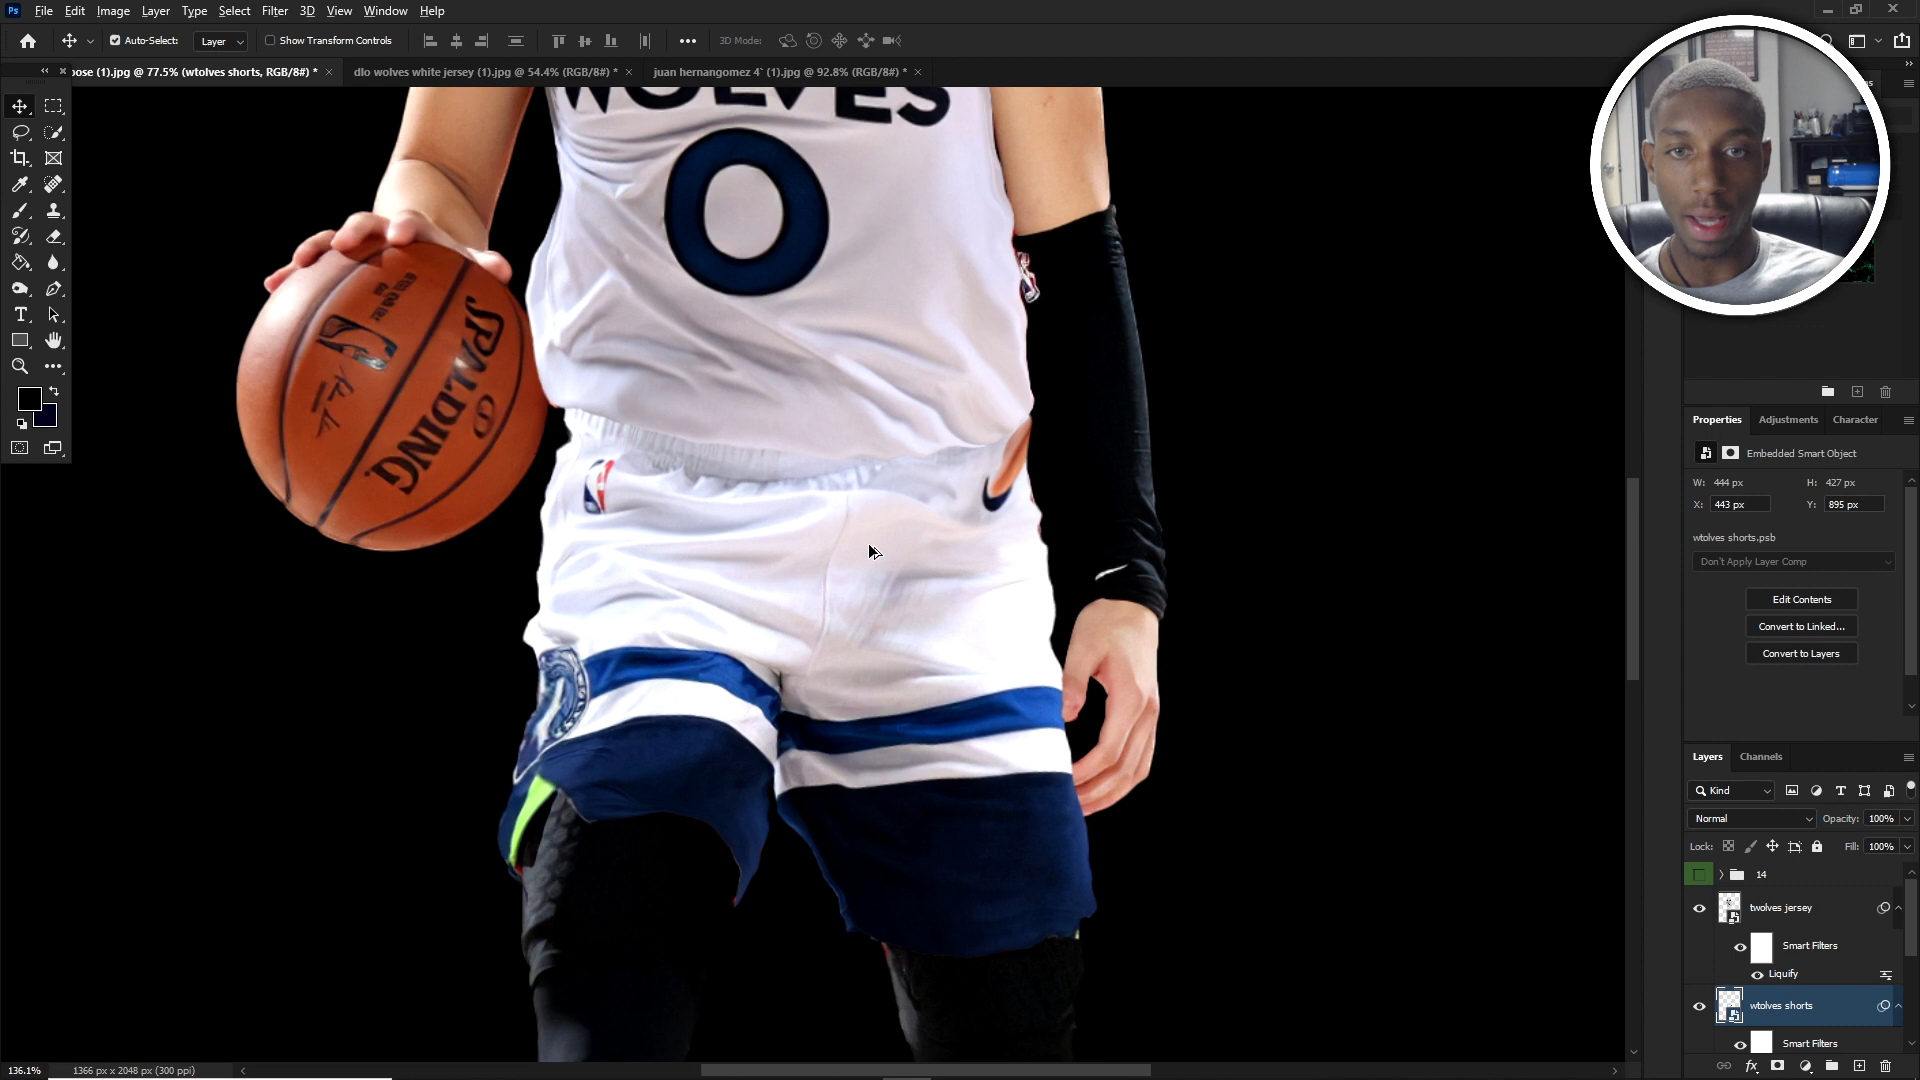 Ps File Edit Image Layer Type Select Filter 3D View Window Help
Auto-Select: Layer Show Transform Controls 3D Mode:
pose (1).jpg @ 77.5% (wtolves shorts, RGB/8#) * × dlo wolves white jersey (1).jpg @ 54.4% (RGB/8#) * × juan hernangomez 4` (1).jpg @ 92.8% (RGB/8#) * ×
WOLVES
0
SPALDING
Properties Adjustments Character
Embedded Smart Object
W: 444 px H: 427 px
X: 443 px Y: 895 px
wtolves shorts.psb
Don't Apply Layer Comp
Edit Contents
Convert to Linked...
Convert to Layers
Layers Channels
Kind
Normal Opacity: 100%
Lock: Fill: 100%
14
twolves jersey
Smart Filters
Liquify
wtolves shorts
Smart Filters
136.1% 1366 px x 2048 px (300 ppi)